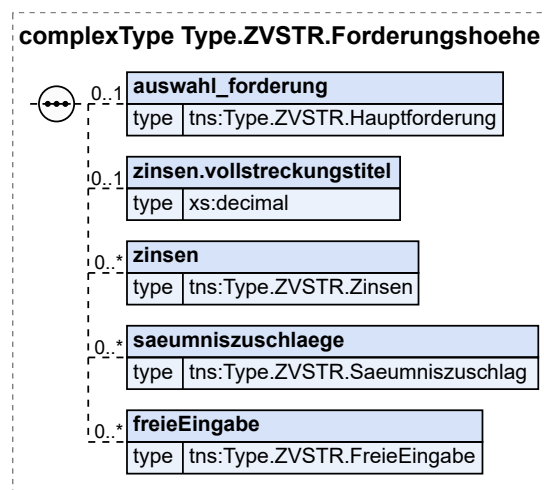 complexType Type.ZVSTR.Forderungshoehe
0..1 auswahl_forderung
type tns:Type.ZVSTR.Hauptforderung
0..1 zinsen.vollstreckungstitel
type xs:decimal
0..* zinsen
type tns:Type.ZVSTR.Zinsen
0..* saeumniszuschlaege
type tns:Type.ZVSTR.Saeumniszuschlag
0..* freieEingabe
type tns:Type.ZVSTR.FreieEingabe